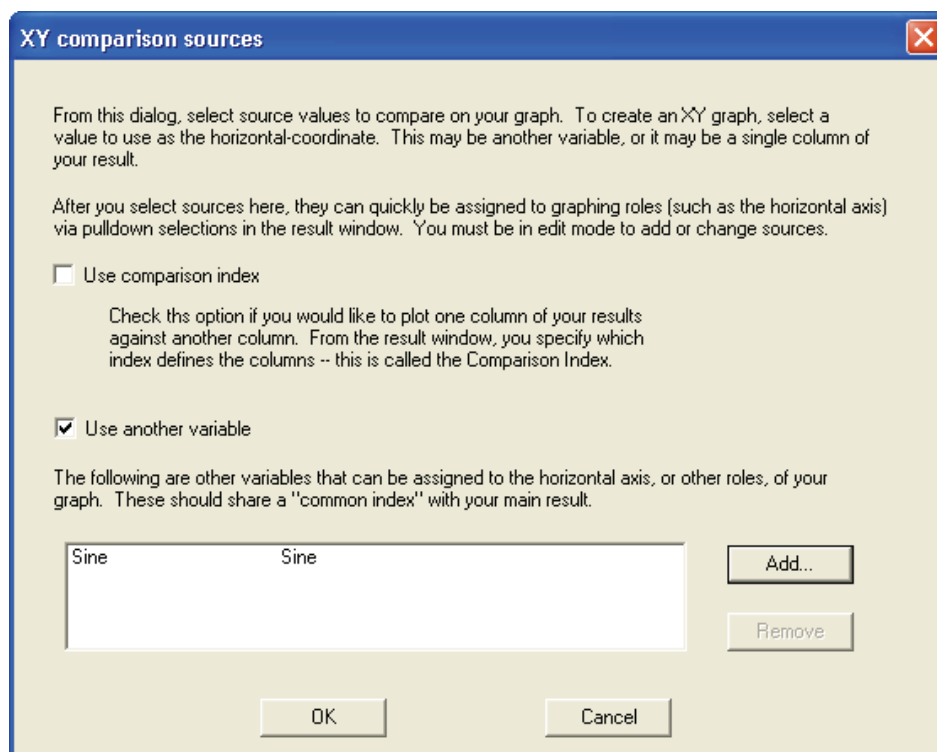 XY comparison sources
From this dialog, select source values to compare on your graph.  To create an XY graph, select a
value to use as the horizontal-coordinate.  This may be another variable, or it may be a single column of
your result.
After you select sources here, they can quickly be assigned to graphing roles (such as the horizontal axis)
via pulldown selections in the result window.  You must be in edit mode to add or change sources.
Use comparison index
Check ths option if you would like to plot one column of your results
against another column.  From the result window, you specify which
index defines the columns -- this is called the Comparison Index.
Use another variable
The following are other variables that can be assigned to the horizontal axis, or other roles, of your
graph.  These should share a "common index" with your main result.
Sine Sine
Add...
Remove
OK Cancel